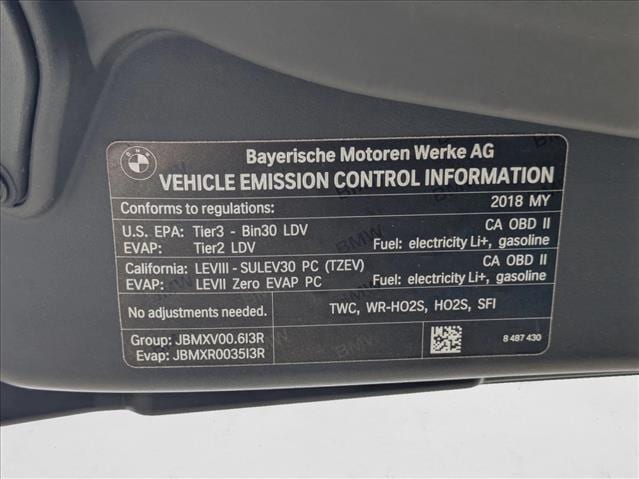 BMW
Bayerische Motoren Werke AG
VEHICLE EMISSION CONTROL INFORMATION
Conforms to regulations: 2018 MY
U.S. EPA: Tier3 - Bin30 LDV CA OBD II
EVAP: Tier2 LDV Fuel: electricity Li+, gasoline
California: LEVIII - SULEV30 PC (TZEV) CA OBD II
EVAP: LEVII Zero EVAP PC Fuel: electricity Li+, gasoline
No adjustments needed. TWC, WR-HO2S, HO2S, SFI
Group: JBMXV00.6I3R
Evap: JBMXR0035I3R 8 487 430